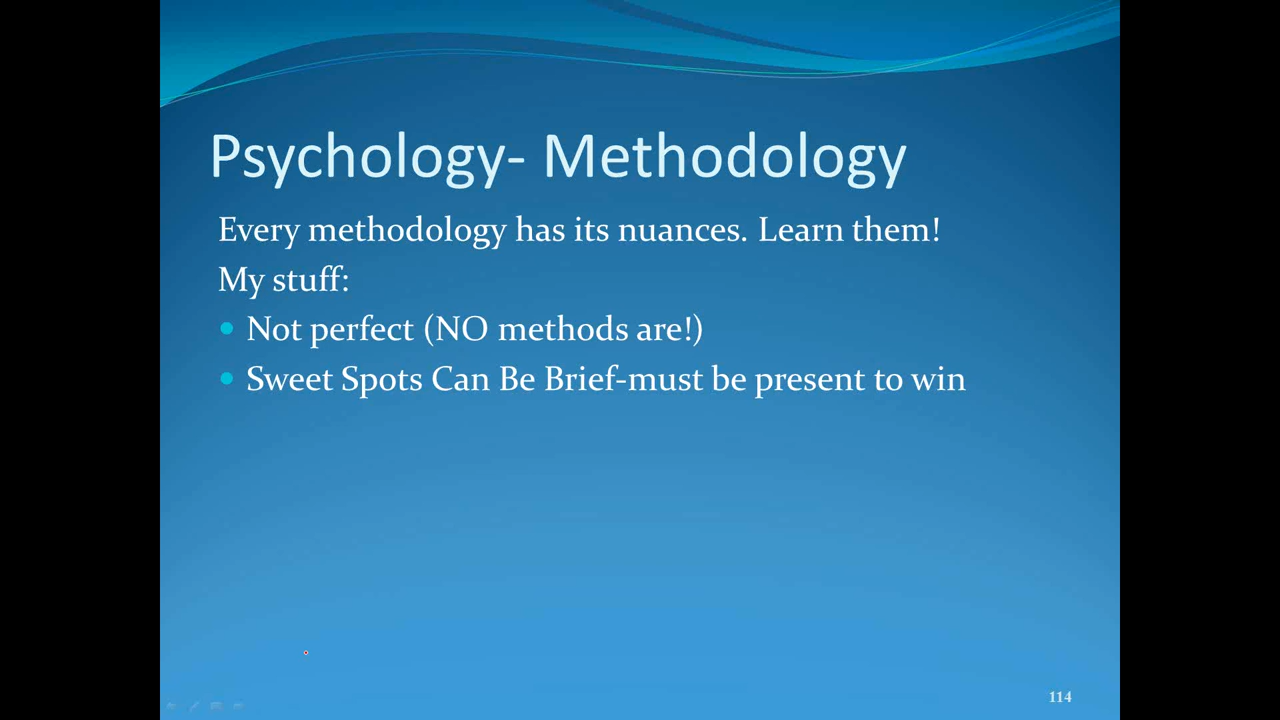 Psychology- Methodology
Every methodology has its nuances. Learn them!
My stuff:
Not perfect (NO methods are!)
Sweet Spots Can Be Brief-must be present to win
114